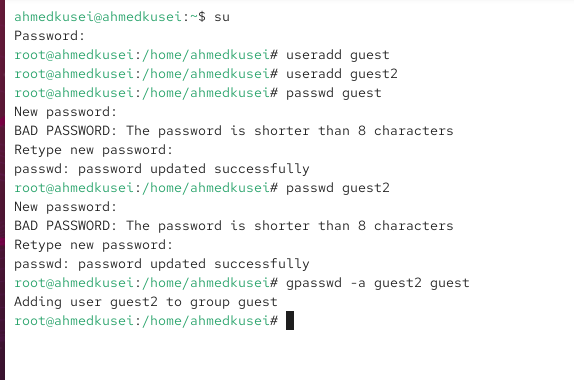 ahmedkusei@ahmedkusei:~$ su
Password:
root@ahmedkusei:/home/ahmedkusei# useradd guest
root@ahmedkusei:/home/ahmedkusei# useradd guest2
root@ahmedkusei:/home/ahmedkusei# passwd guest
New password:
BAD PASSWORD: The password is shorter than 8 characters
Retype new password:
passwd: password updated successfully
root@ahmedkusei:/home/ahmedkusei# passwd guest2
New password:
BAD PASSWORD: The password is shorter than 8 characters
Retype new password:
passwd: password updated successfully
root@ahmedkusei:/home/ahmedkusei# gpasswd -a guest2 guest
Adding user guest2 to group guest
root@ahmedkusei:/home/ahmedkusei#